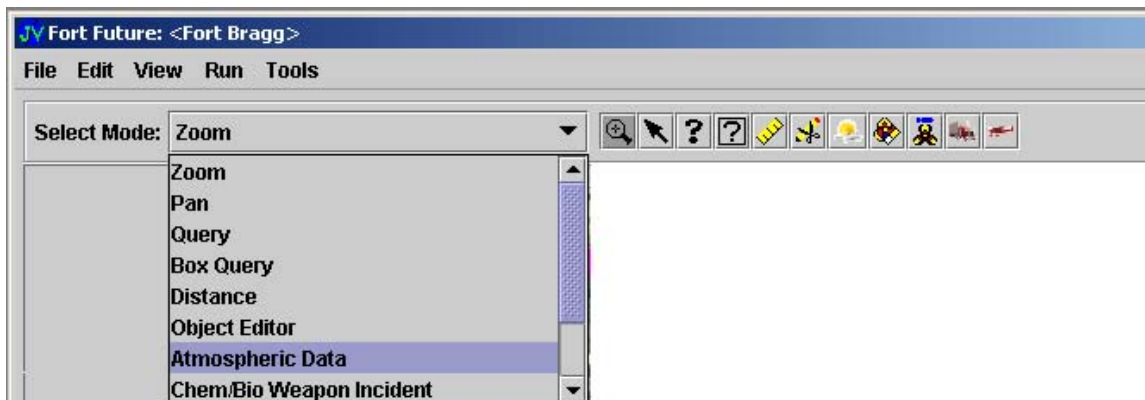 JV Fort Future: <Fort Bragg>
File Edit View Run Tools
Select Mode: Zoom
? ?
Zoom
Pan
Query
Box Query
Distance
Object Editor
Atmospheric Data
Chem/Bio Weapon Incident